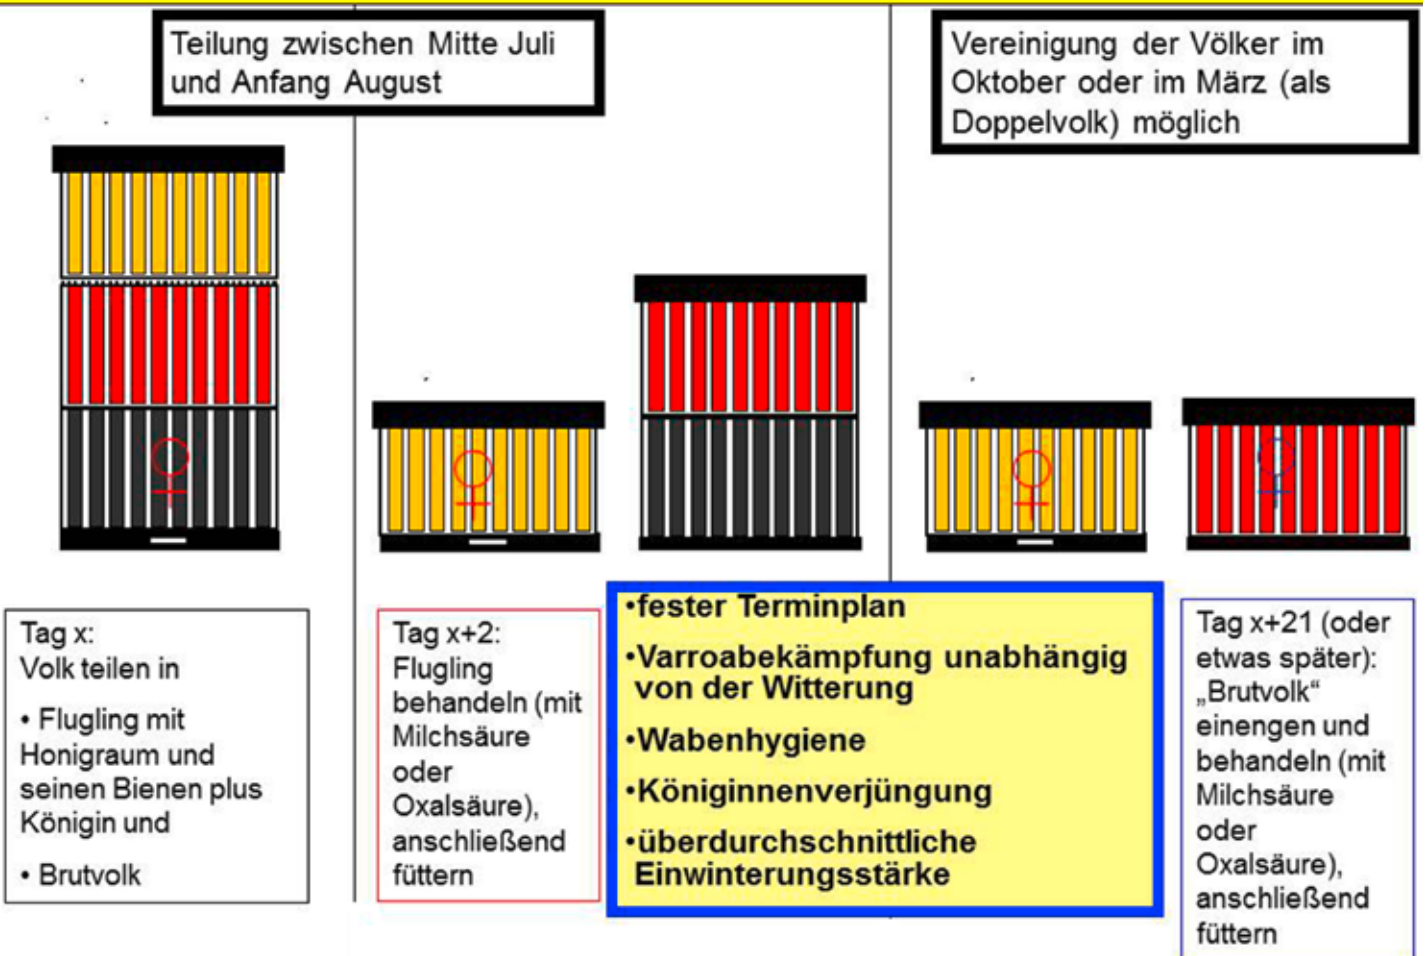 Teilung zwischen Mitte Juli
und Anfang August
Vereinigung der Völker im
Oktober oder im März (als
Doppelvolk) möglich
Tag x:
Volk teilen in
• Flugling mit
Honigraum und
seinen Bienen plus
Königin und
• Brutvolk
Tag x+2:
Flugling
behandeln (mit
Milchsäure
oder
Oxalsäure),
anschließend
füttern
•fester Terminplan
•Varroabekämpfung unabhängig
von der Witterung
•Wabenhygiene
•Königinnenverjüngung
•überdurchschnittliche
Einwinterungsstärke
Tag x+21 (oder
etwas später):
„Brutvolk“
einengen und
behandeln (mit
Milchsäure
oder
Oxalsäure),
anschließend
füttern